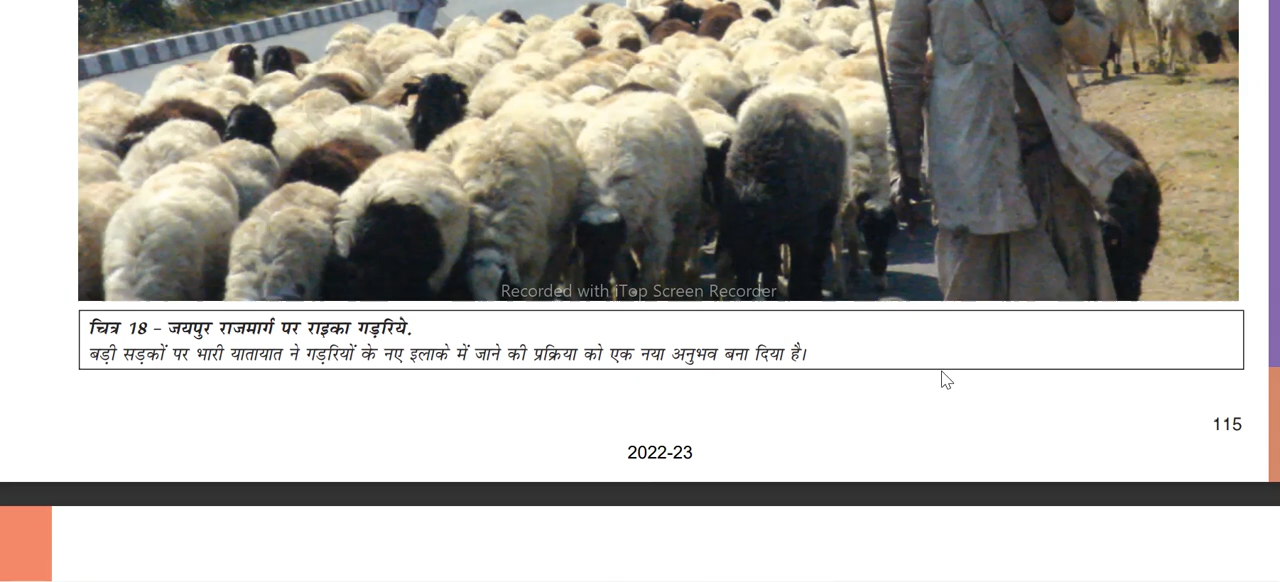 Recorded with iTop Screen Recorder
चित्र 18 – जयपुर राजमार्ग पर राइका गड़रिये.
बड़ी सड़कों पर भारी यातायात ने गड़रियों के नए इलाके में जाने की प्रक्रिया को एक नया अनुभव बना दिया है।
115
2022-23